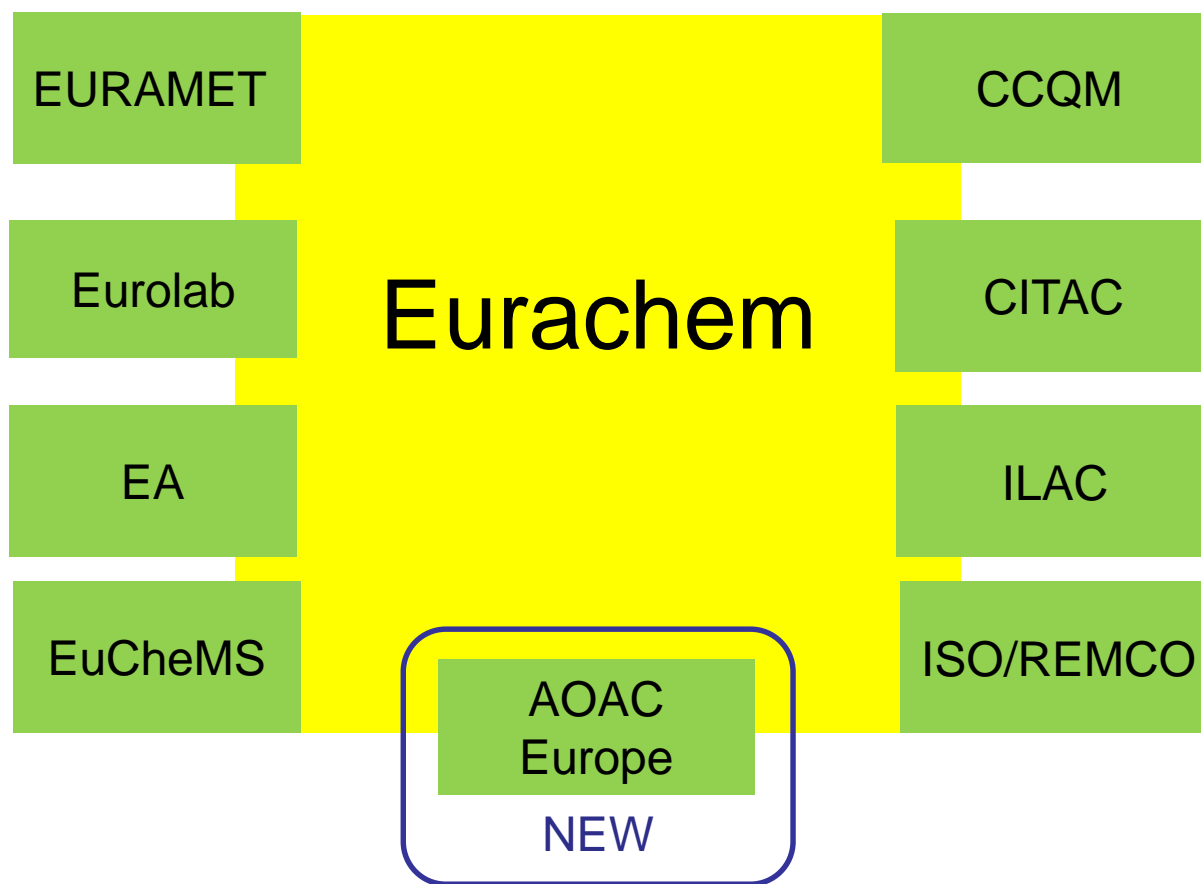 EURAMET
CCQM
Eurolab
Eurachem
CITAC
EA
ILAC
EuCheMS
ISO/REMCO
AOAC
Europe
NEW